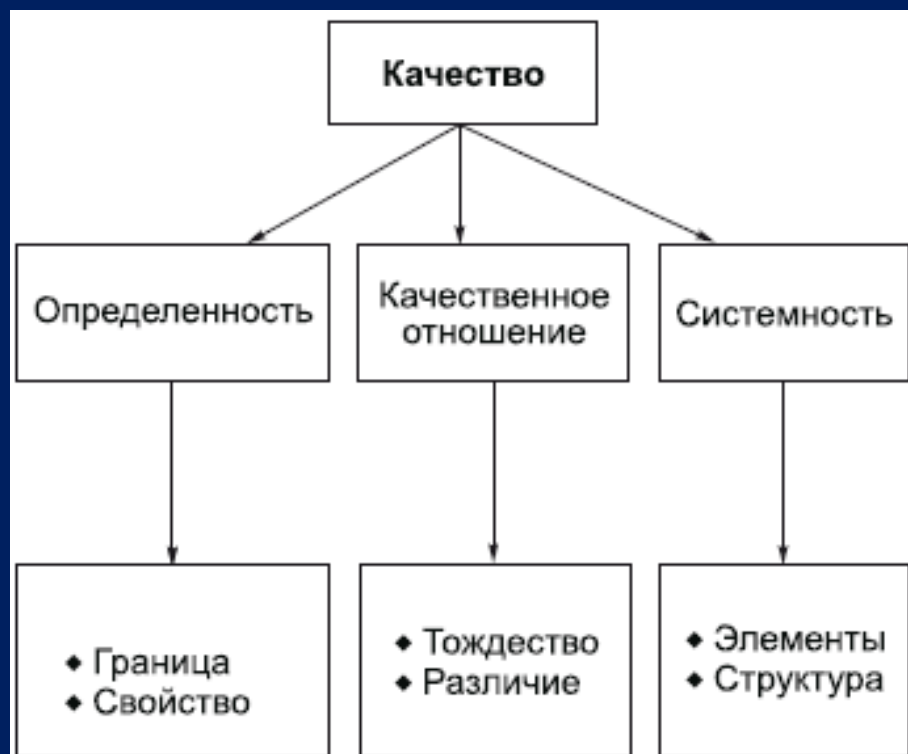 Качество
Определенность
Качественное
отношение
Системность
◆ Граница
◆ Свойство
◆ Тождество
◆ Различие
◆ Элементы
◆ Структура